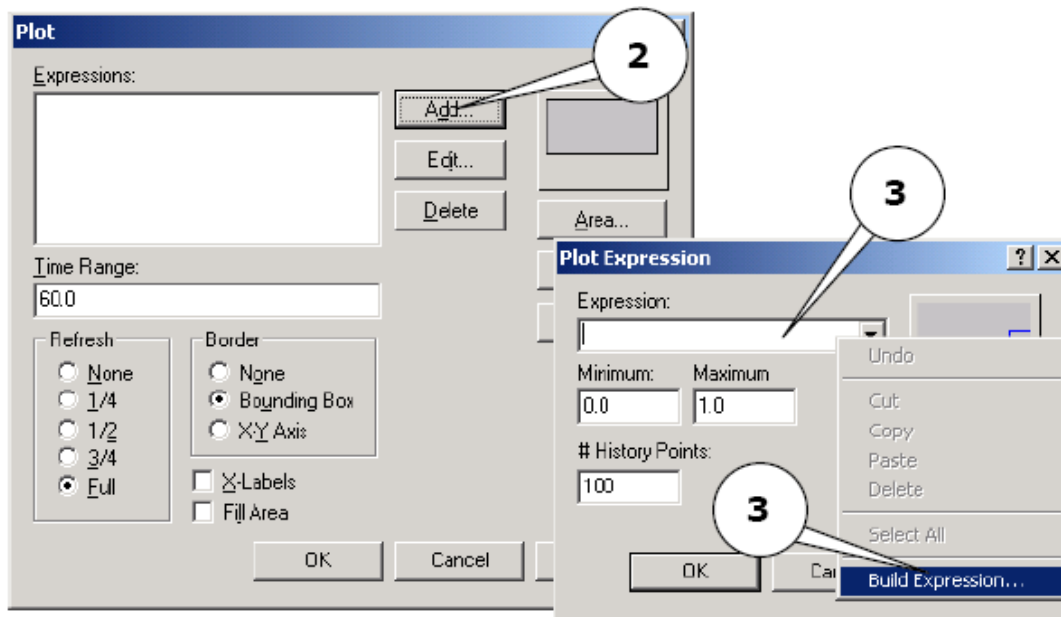 Plot
2
Expressions:
Add...
Edit...
Delete
Area...
Time Range:
60.0
Refresh
None
1/4
1/2
3/4
Full
Border
None
Bounding Box
X-Y Axis
X-Labels
Fill Area
OK
Cancel
3
Plot Expression
Expression:
Minimum:
Maximum
0.0
1.0
# History Points:
100
3
OK
Undo
Cut
Copy
Paste
Delete
Select All
Build Expression...